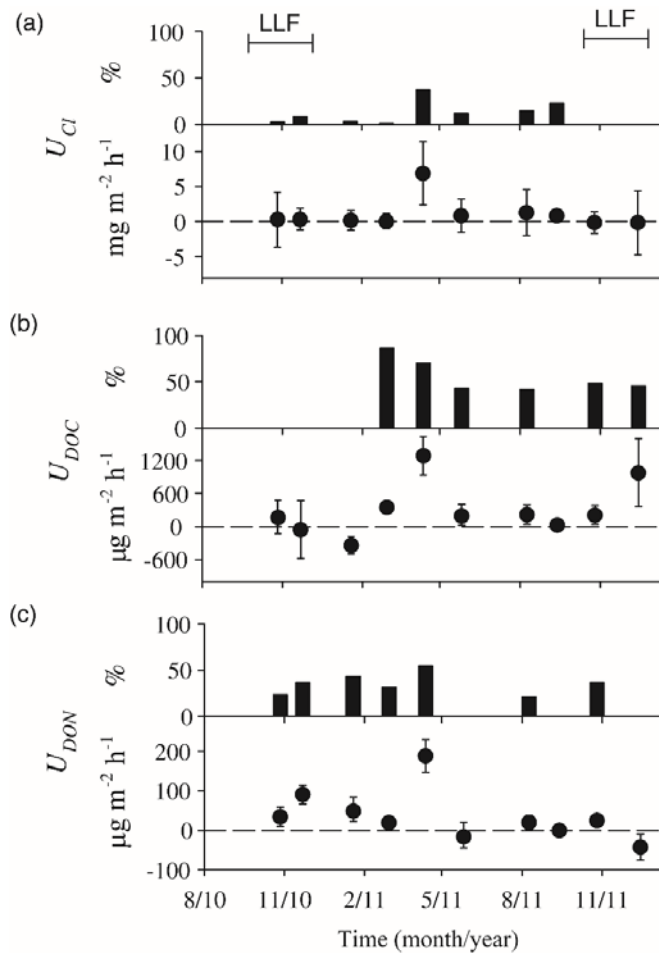 (a)
LLF
LLF
100
%
50
0
U_Cl
mg m⁻² h⁻¹
10
5
0
-5
(b)
100
%
50
0
U_DOC
µg m⁻² h⁻¹
1200
600
0
-600
(c)
100
%
50
0
U_DON
µg m⁻² h⁻¹
200
100
0
-100
8/10 11/10 2/11 5/11 8/11 11/11
Time (month/year)